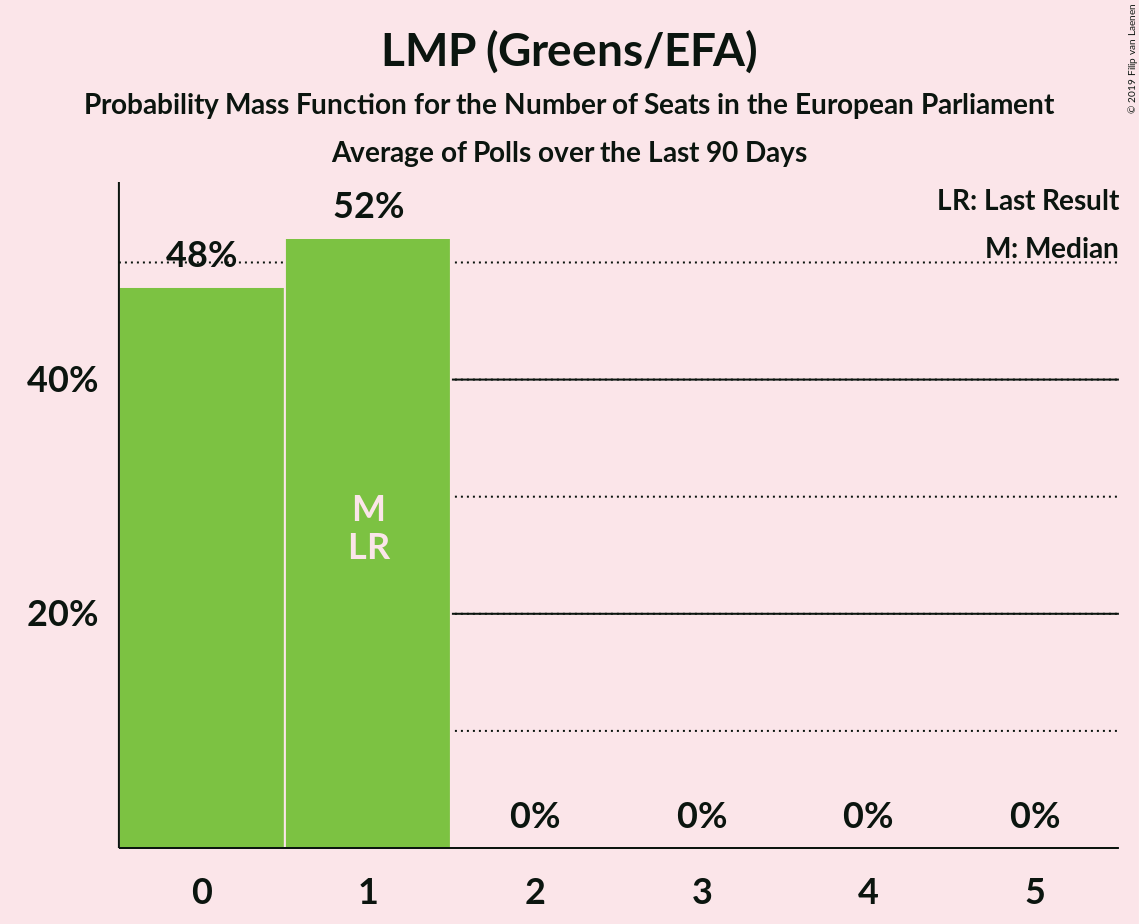 LMP (Greens/EFA)
Probability Mass Function for the Number of Seats in the European Parliament
Average of Polls over the Last 90 Days
© 2019 Filip van Laenen
LR: Last Result
M: Median
48%
52%
40%
20%
M
LR
0%
0%
0%
0%
0
1
2
3
4
5